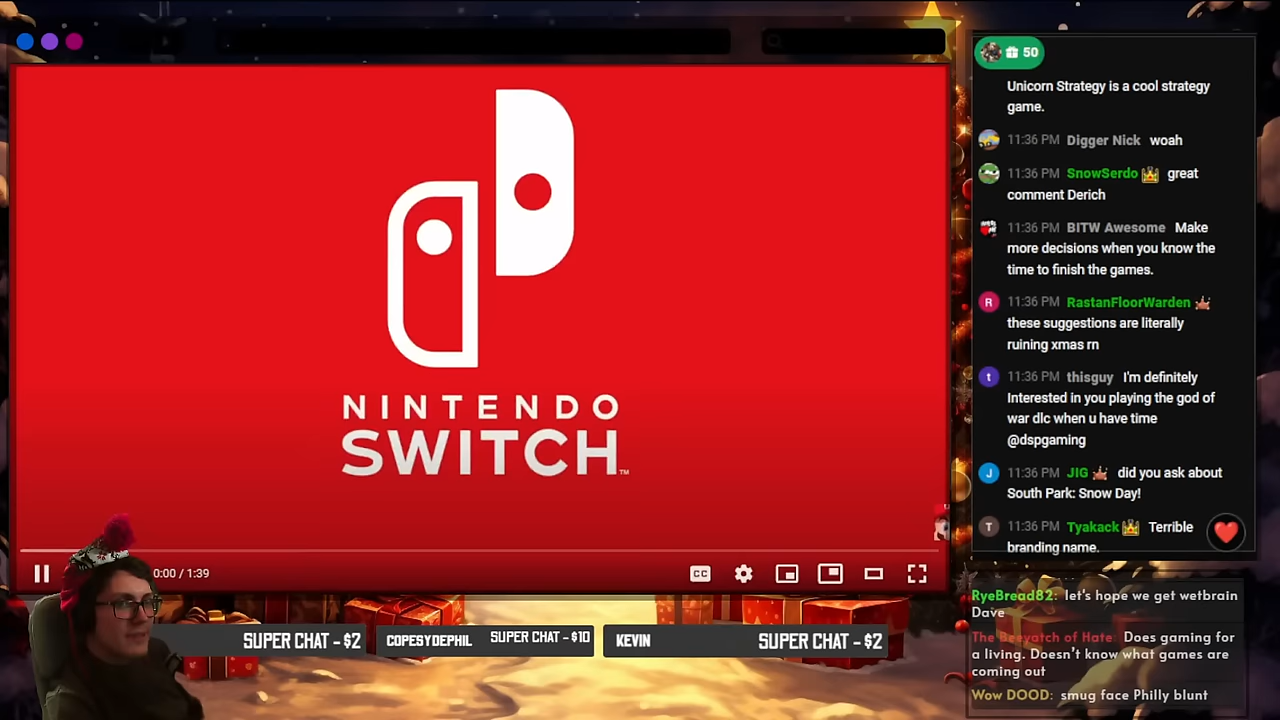 NINTENDO
SWITCH
TM
0:00 / 1:39
CC
SUPER CHAT – $2
COPESYDEPHIL
SUPER CHAT – $10
KEVIN
SUPER CHAT – $2
50
Unicorn Strategy is a cool strategy
game.
11:36 PM Digger Nick woah
11:36 PM SnowSerdo great
comment Derich
11:36 PM BITW Awesome Make
more decisions when you know the
time to finish the games.
R 11:36 PM RastanFloorWarden
these suggestions are literally
ruining xmas rn
t 11:36 PM thisguy I'm definitely
Interested in you playing the god of
war dlc when u have time
@dspgaming
J 11:36 PM JIG did you ask about
South Park: Snow Day!
T 11:36 PM Tyakack Terrible
branding name.
RyeBread82: let's hope we get wetbrain
Dave
The Beeyatch of Hate: Does gaming for
a living. Doesn't know what games are
coming out
Wow DOOD: smug face Philly blunt